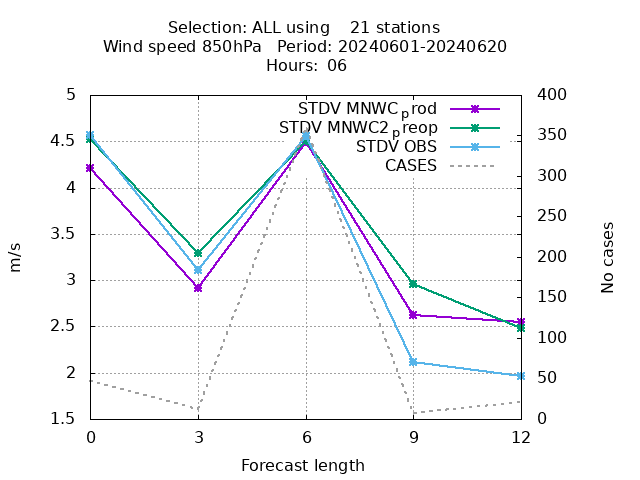 Selection: ALL using 21 stations
Wind speed 850hPa Period: 20240601-20240620
Hours: 06
5
4.5
4
3.5
3
2.5
2
1.5
m/s
400
350
300
250
200
150
100
50
0
No cases
STDV MNWCprod
STDV MNWC2preop
STDV OBS
CASES
0 3 6 9 12
Forecast length